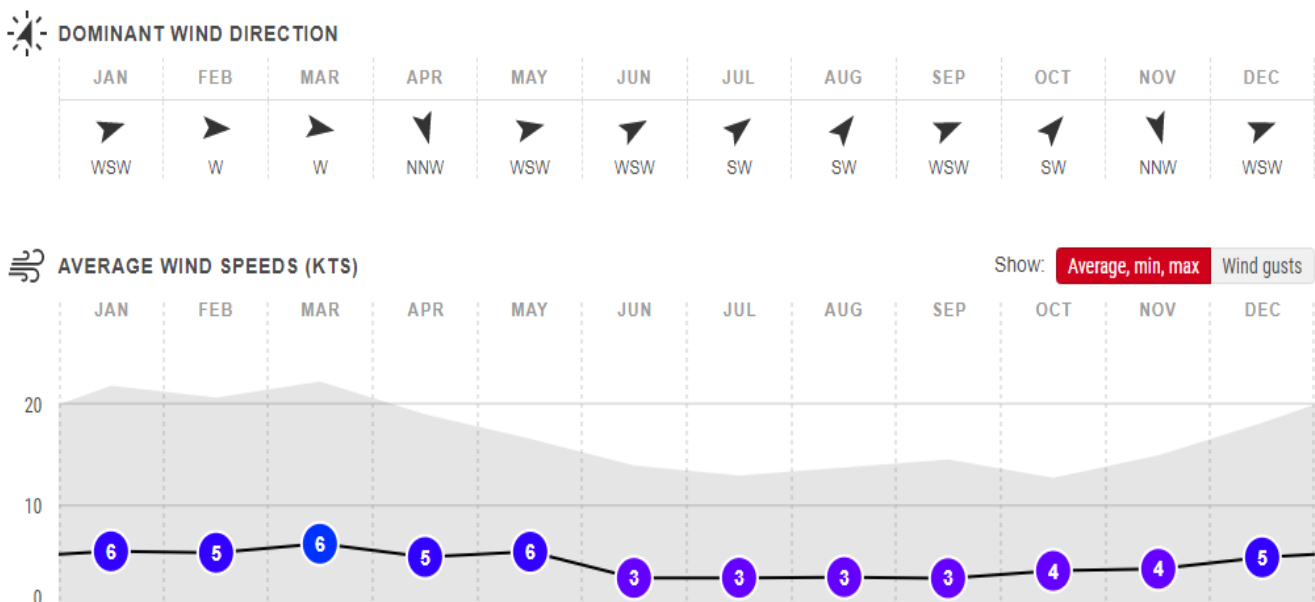 DOMINANT WIND DIRECTION
JAN FEB MAR APR MAY JUN JUL AUG SEP OCT NOV DEC
WSW W W NNW WSW WSW SW SW WSW SW NNW WSW
AVERAGE WIND SPEEDS (KTS) Show: Average, min, max Wind gusts
JAN FEB MAR APR MAY JUN JUL AUG SEP OCT NOV DEC
20
10
6 5 6 5 6 3 3 3 3 4 4 5
0